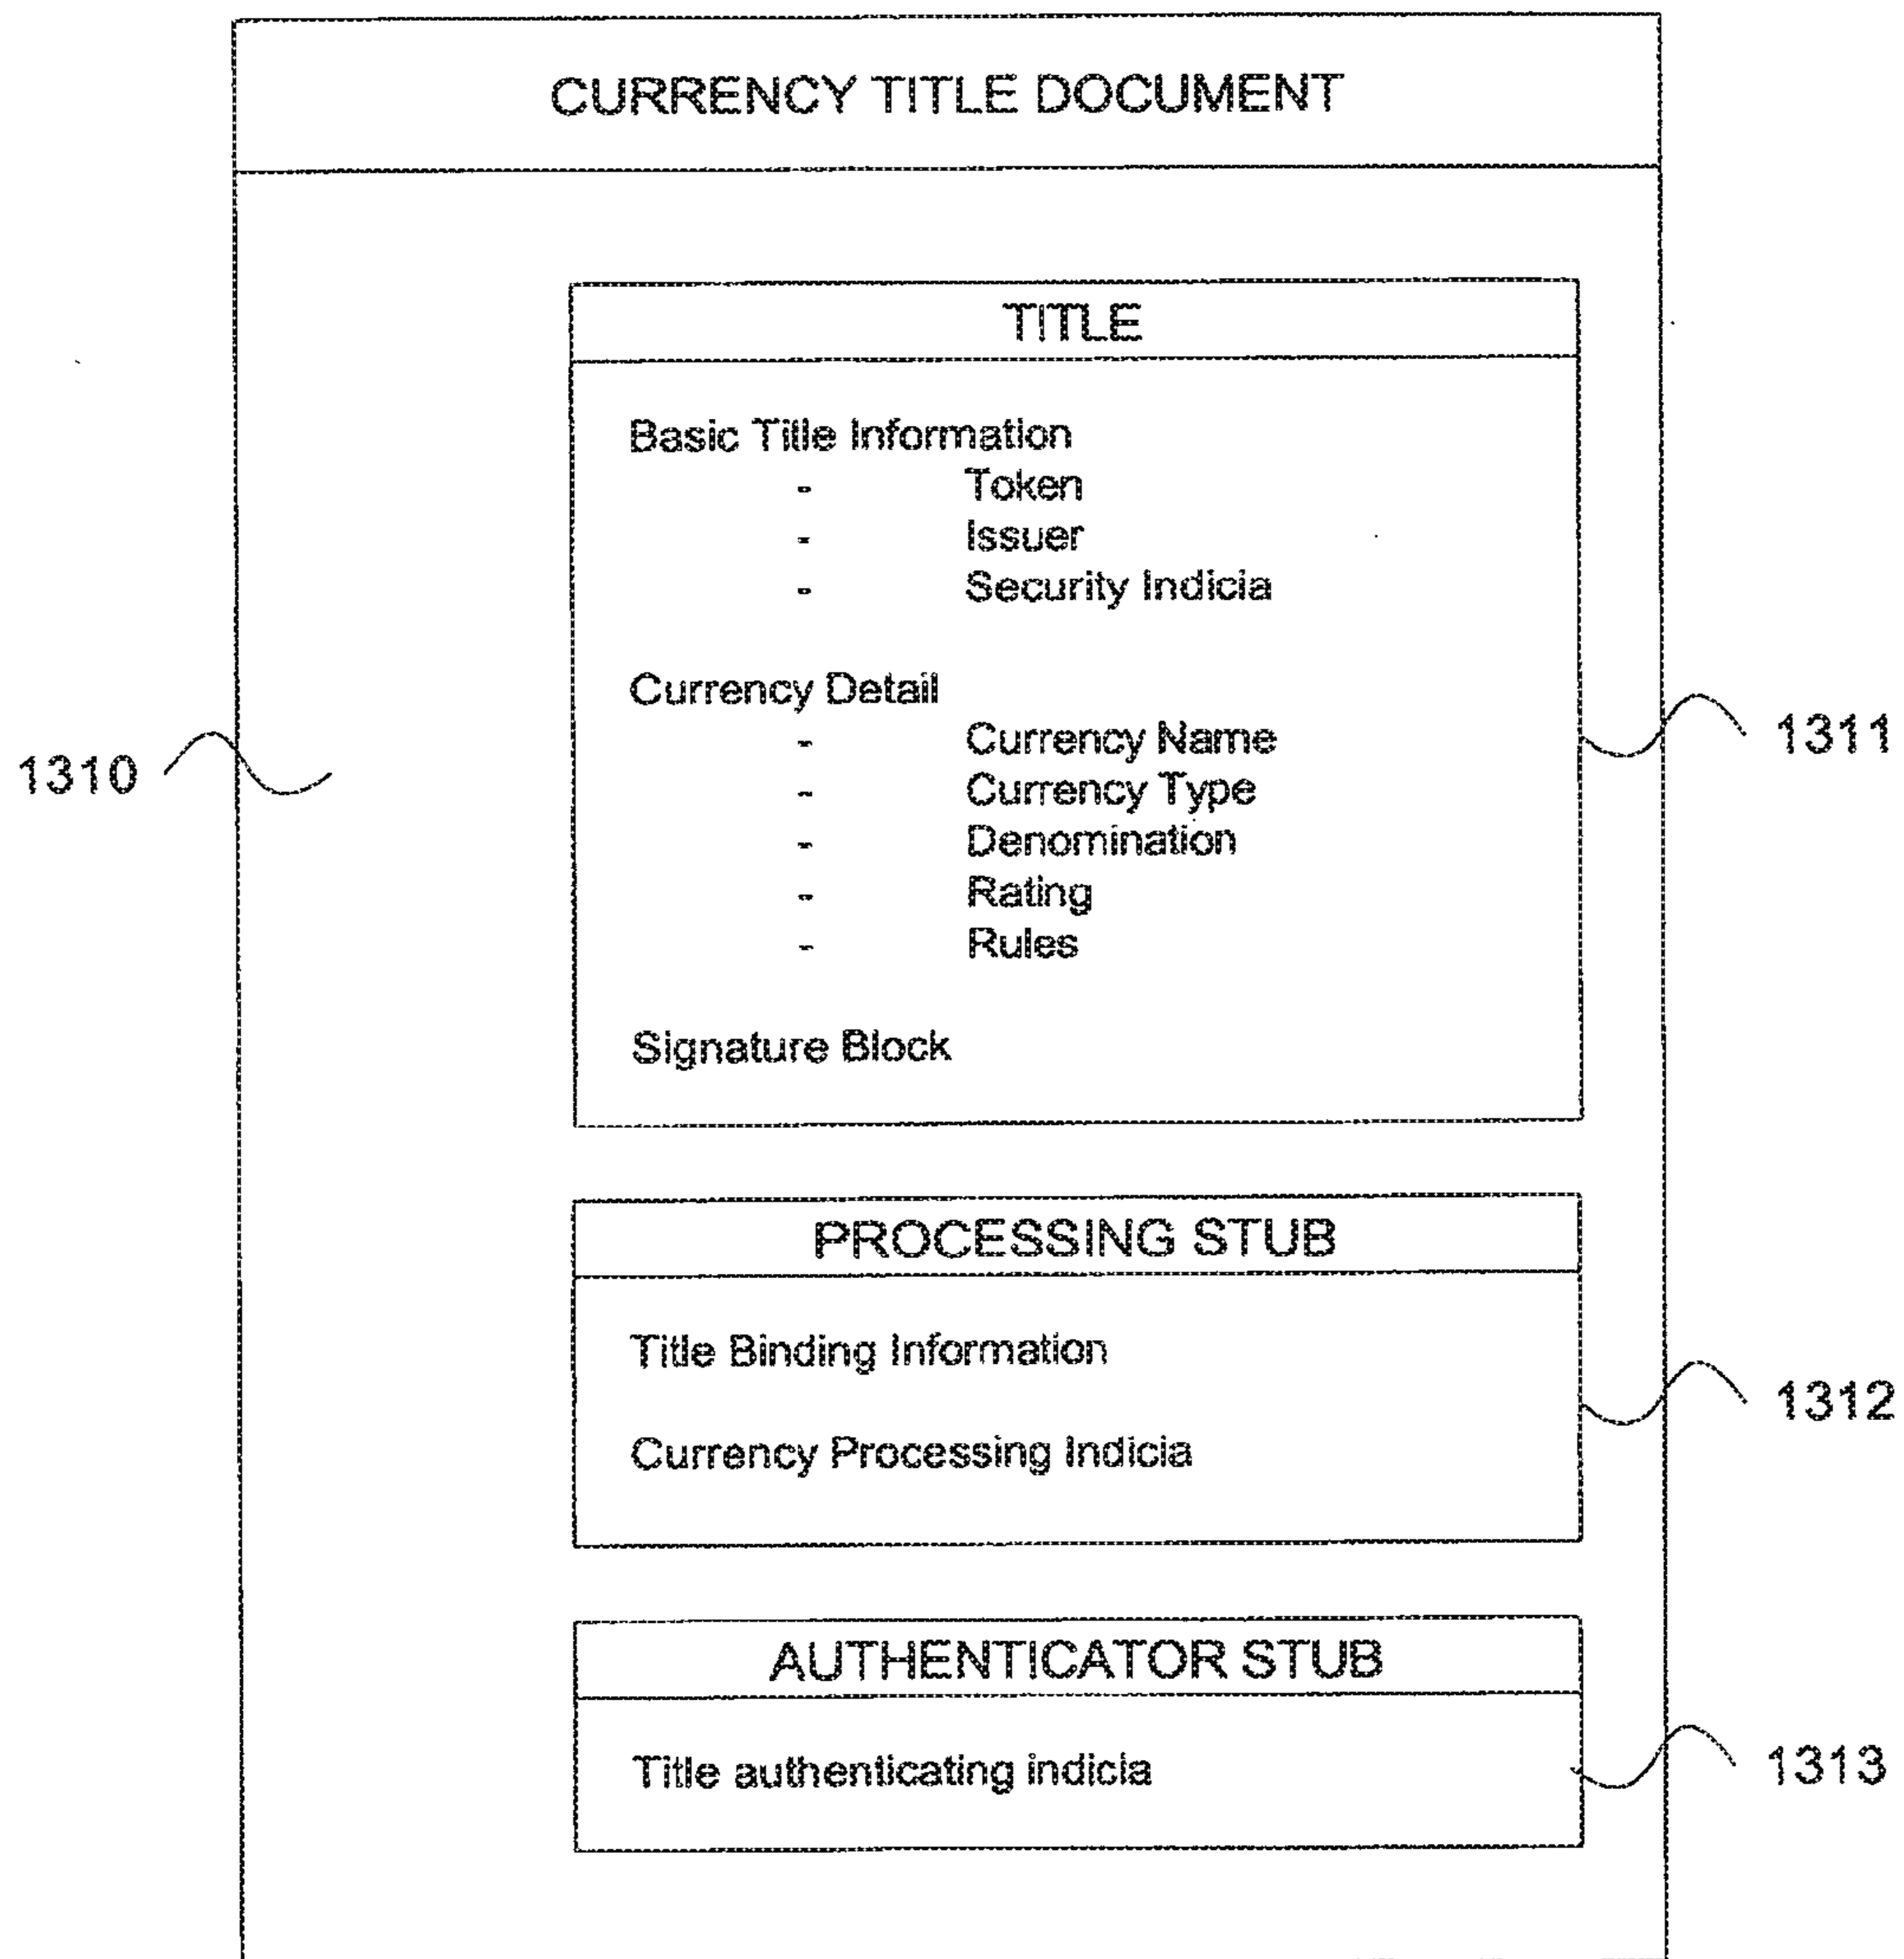 CURRENCY TITLE DOCUMENT
TITLE
Basic Title Information
- Token
- Issuer
- Security Indicia
Currency Detail
- Currency Name
- Currency Type
- Denomination
- Rating
- Rules
Signature Block
1310
1311
PROCESSING STUB
Title Binding Information
Currency Processing Indicia
1312
AUTHENTICATOR STUB
Title authenticating indicia
1313